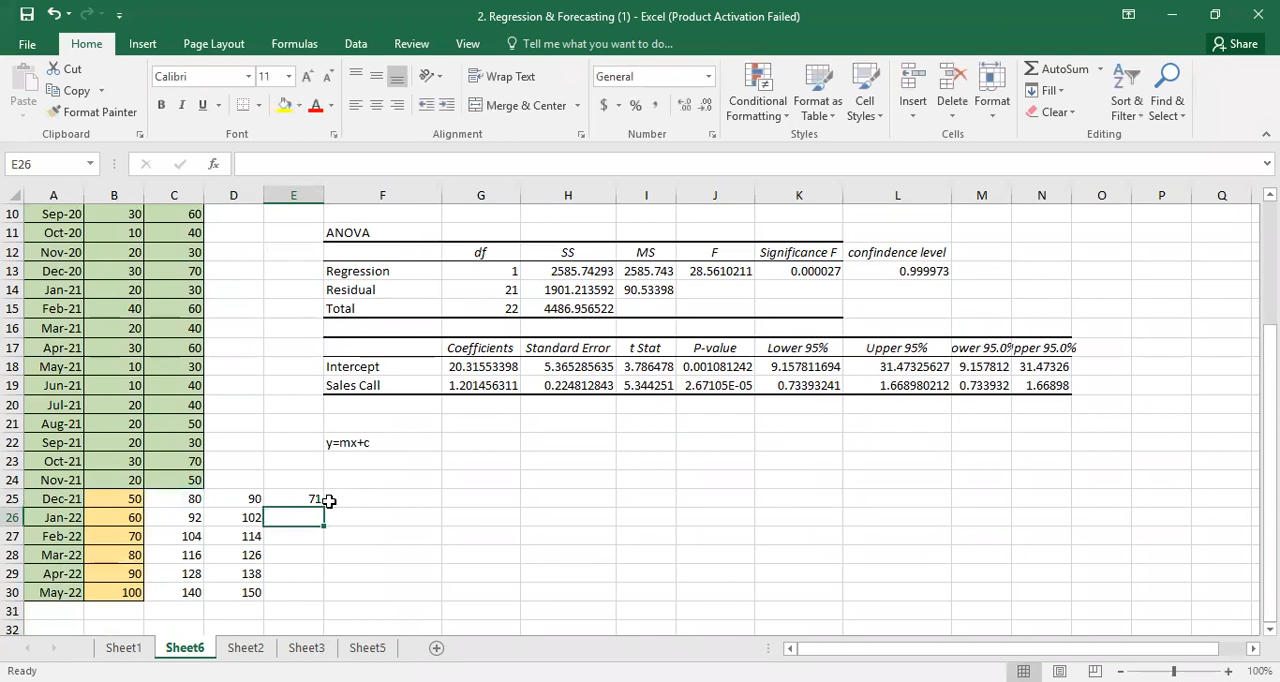 2. Regression & Forecasting (1) - Excel (Product Activation Failed)
File Home Insert Page Layout Formulas Data Review View Tell me what you want to do... Share
Paste Cut Copy Format Painter Clipboard
Calibri 11 B I U A Font
Wrap Text Merge & Center Alignment
General $ % , Number
Conditional Formatting Format as Table Cell Styles Styles
Insert Delete Format Cells
AutoSum Fill Clear Sort & Filter Find & Select Editing
E26 fx
A B C D E F G H I J K L M N O P Q
10 Sep-20 30 60
11 Oct-20 10 40 ANOVA
12 Nov-20 20 30 df SS MS F Significance F confindence level
13 Dec-20 30 70 Regression 1 2585.74293 2585.743 28.5610211 0.000027 0.999973
14 Jan-21 20 30 Residual 21 1901.213592 90.53398
15 Feb-21 40 60 Total 22 4486.956522
16 Mar-21 20 40
17 Apr-21 30 60 Coefficients Standard Error t Stat P-value Lower 95% Upper 95% ower 95.0% pper 95.0%
18 May-21 10 30 Intercept 20.31553398 5.365285635 3.786478 0.001081242 9.157811694 31.47325627 9.157812 31.47326
19 Jun-21 10 40 Sales Call 1.201456311 0.224812843 5.344251 2.67105E-05 0.73393241 1.668980212 0.733932 1.66898
20 Jul-21 20 40
21 Aug-21 20 50
22 Sep-21 20 30 y=mx+c
23 Oct-21 30 70
24 Nov-21 20 50
25 Dec-21 50 80 90 71
26 Jan-22 60 92 102
27 Feb-22 70 104 114
28 Mar-22 80 116 126
29 Apr-22 90 128 138
30 May-22 100 140 150
31
32
Sheet1 Sheet6 Sheet2 Sheet3 Sheet5
Ready 100%